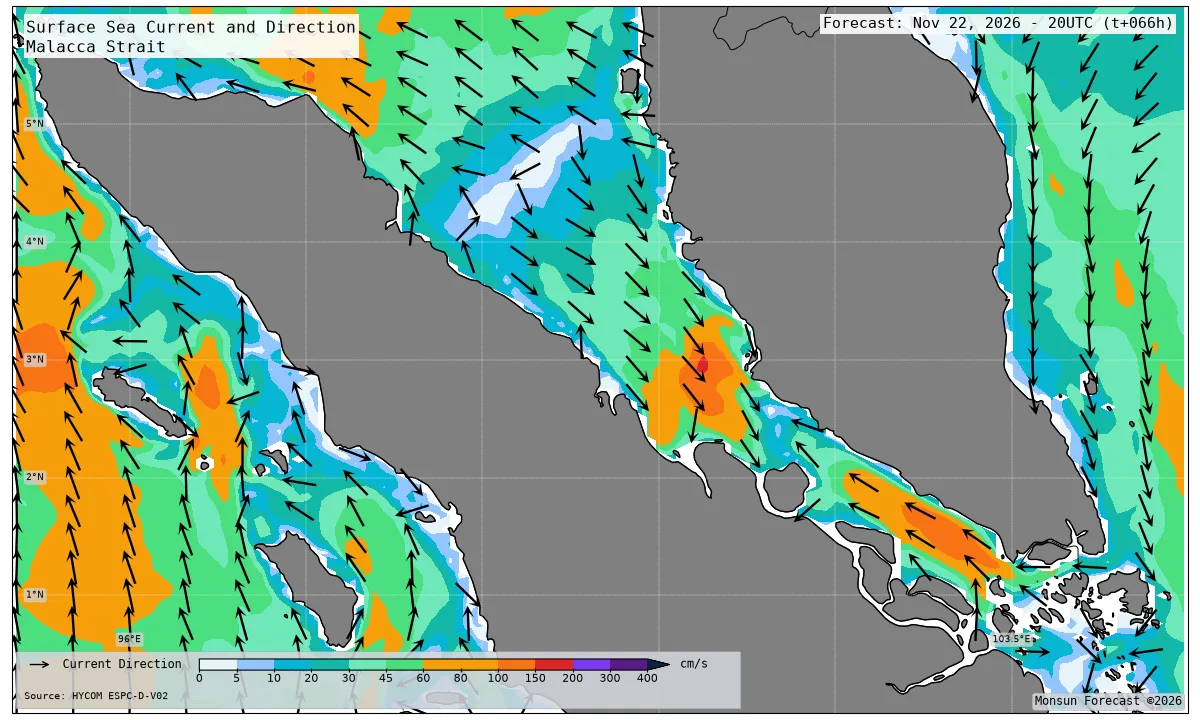 Surface Sea Current and Direction
Malacca Strait
Forecast: Nov 22, 2026 - 20UTC (t+066h)
5°N
4°N
3°N
2°N
1°N
96°E
103.5°E
Current Direction
0 5 10 20 30 45 60 80 100 150 200 300 400 cm/s
Source: HYCOM ESPC-D-V02
Monsun Forecast ©2026